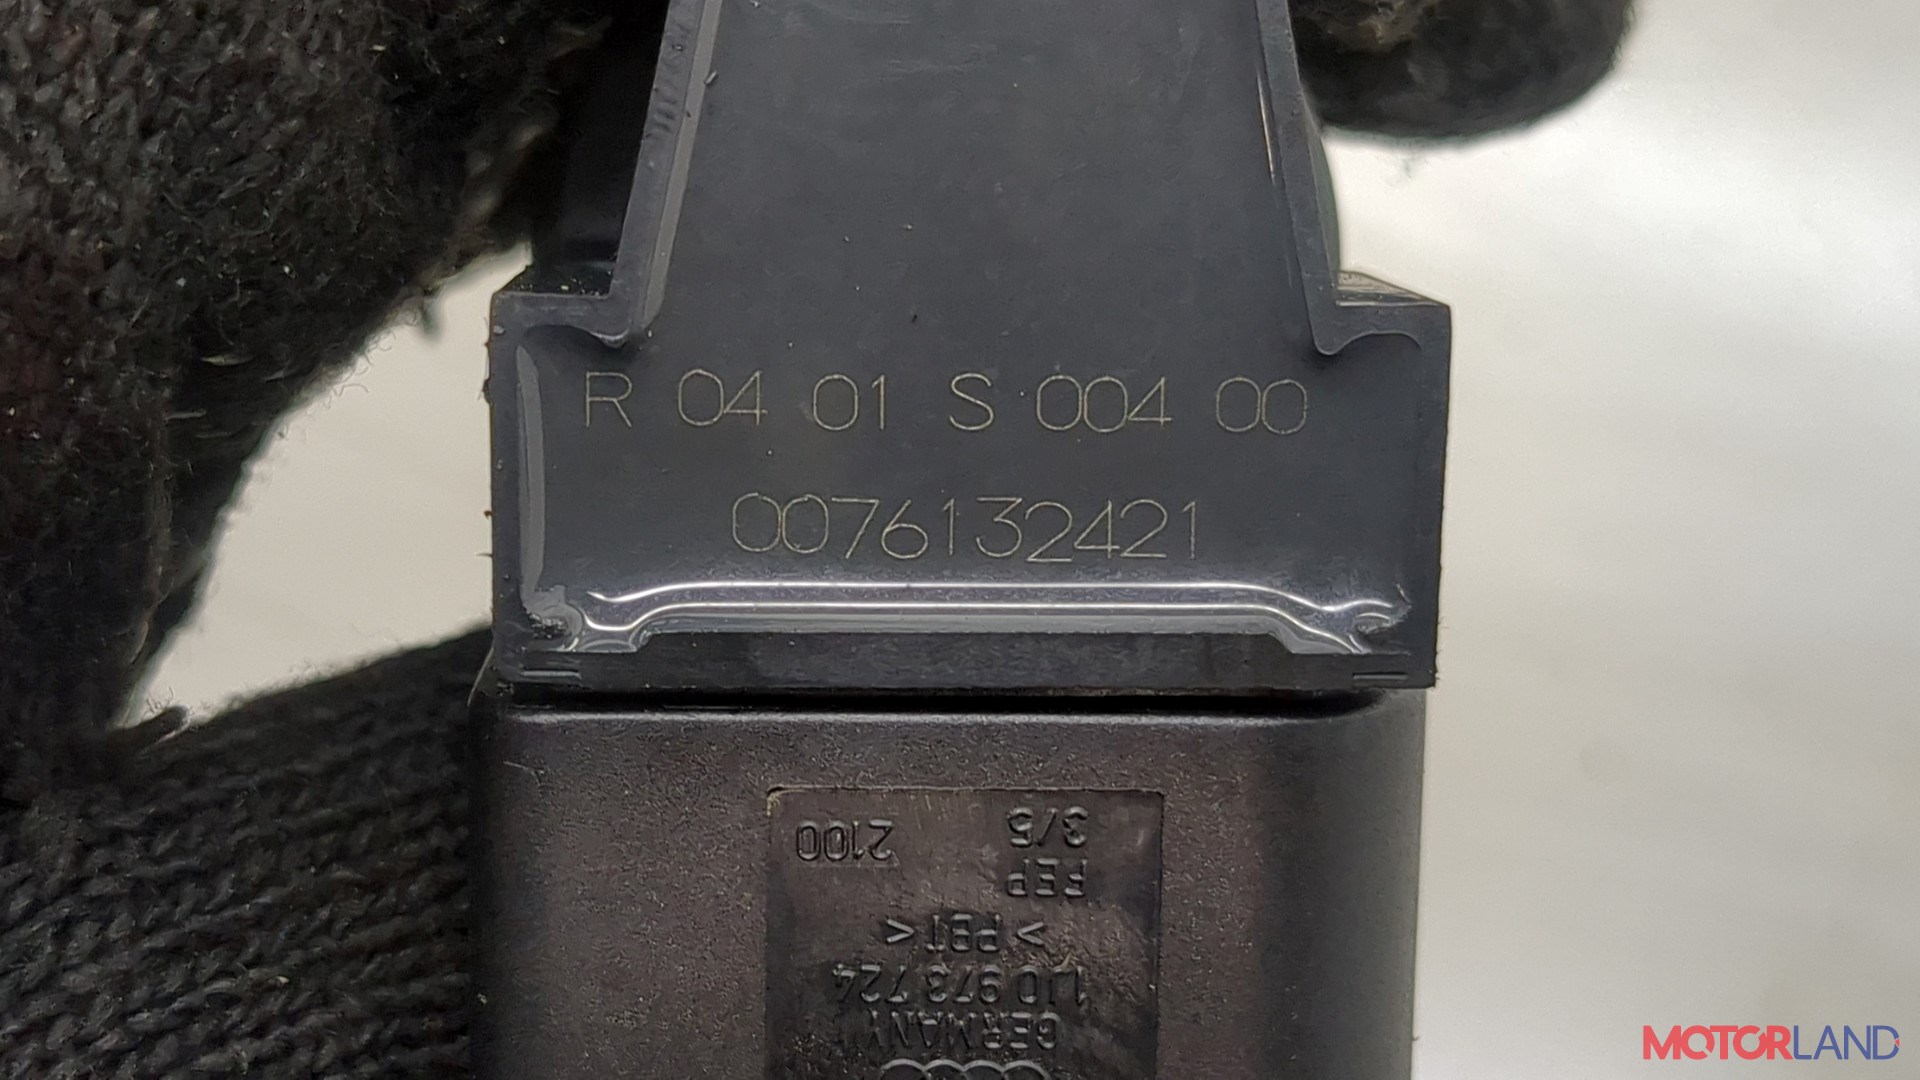 R 04 01 S 004 00
0076132421
GERMANY
1J0 973 724
> PBT <
FEP
3/5 2100
MOTORLAND